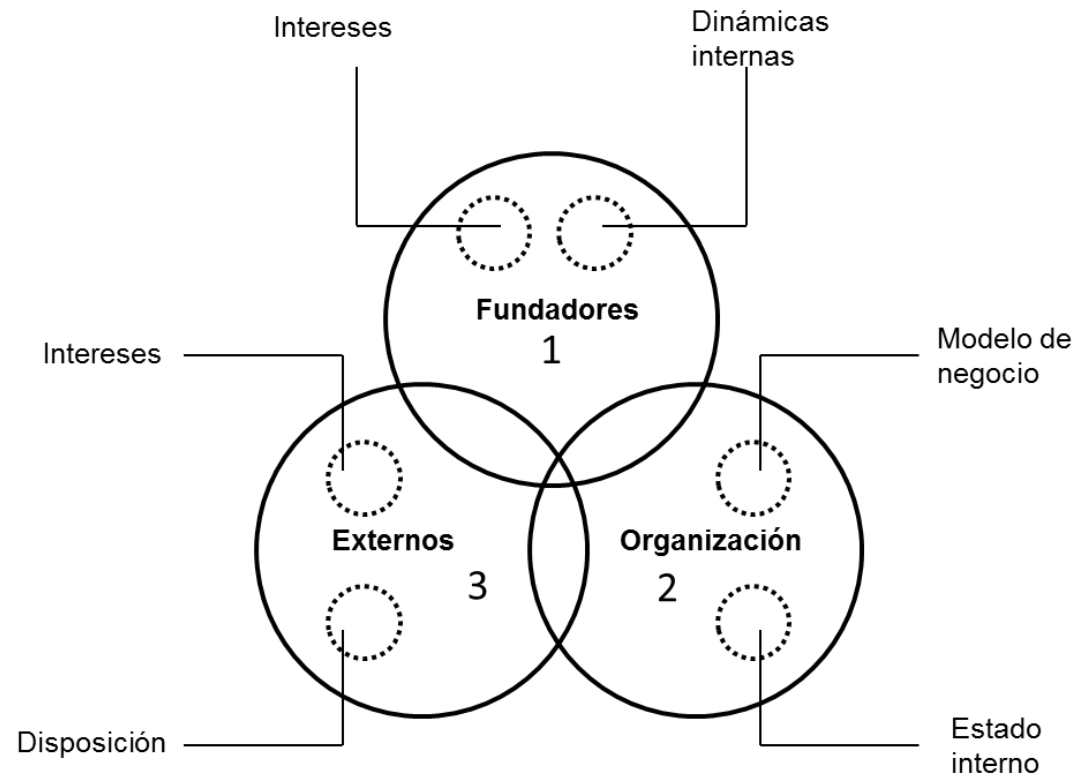 Intereses
Dinámicas
internas
Fundadores
1
Intereses
Modelo de
negocio
Externos
3
Organización
2
Disposición
Estado
interno